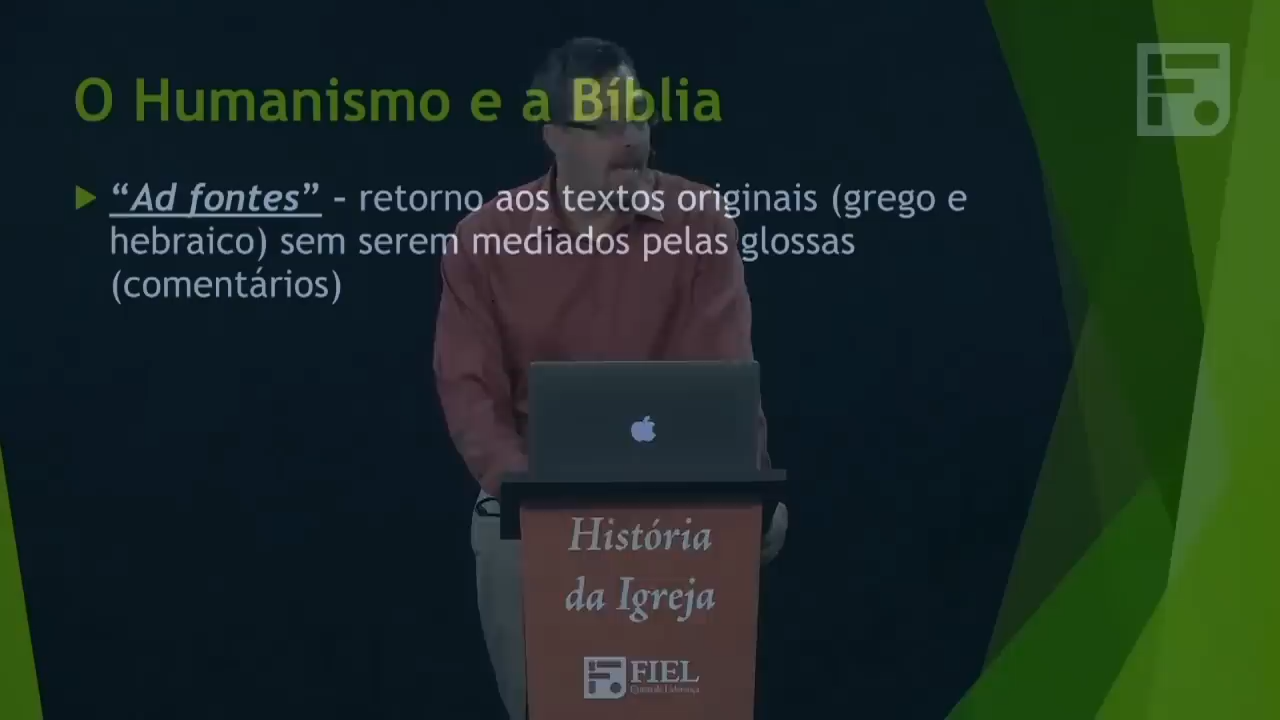 O Humanismo e a Bíblia
“Ad fontes” – retorno aos textos originais (grego e
hebraico) sem serem mediados pelas glossas
(comentários)
História
da Igreja
FIEL